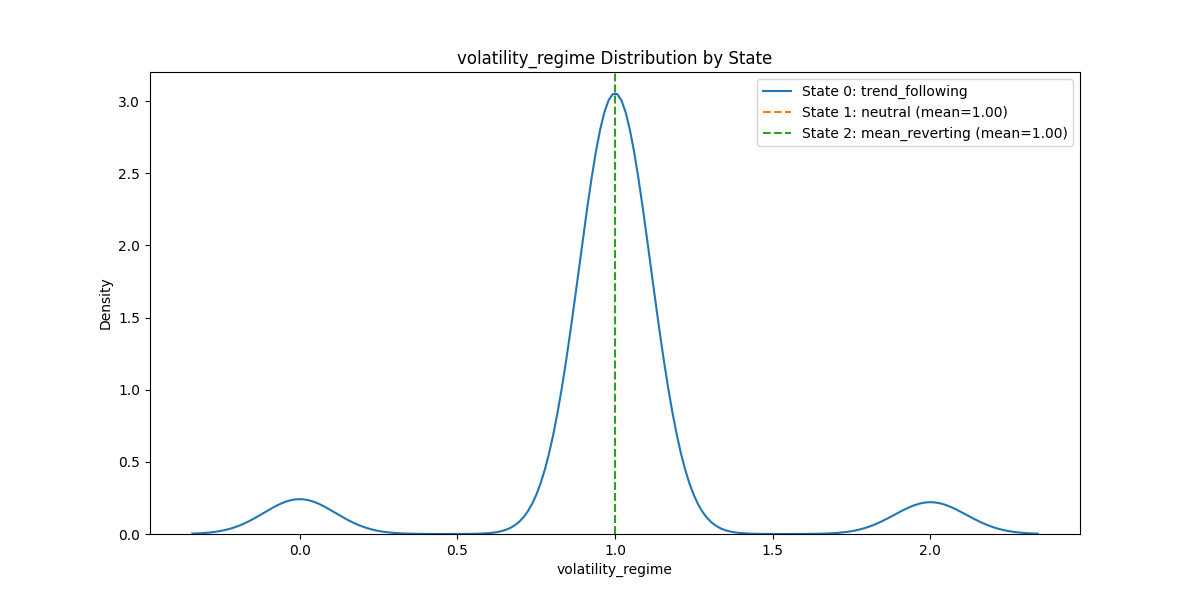 volatility_regime Distribution by State
State 0: trend_following
State 1: neutral (mean=1.00)
State 2: mean_reverting (mean=1.00)
3.0
2.5
2.0
1.5
1.0
0.5
0.0
Density
0.0 0.5 1.0 1.5 2.0
volatility_regime